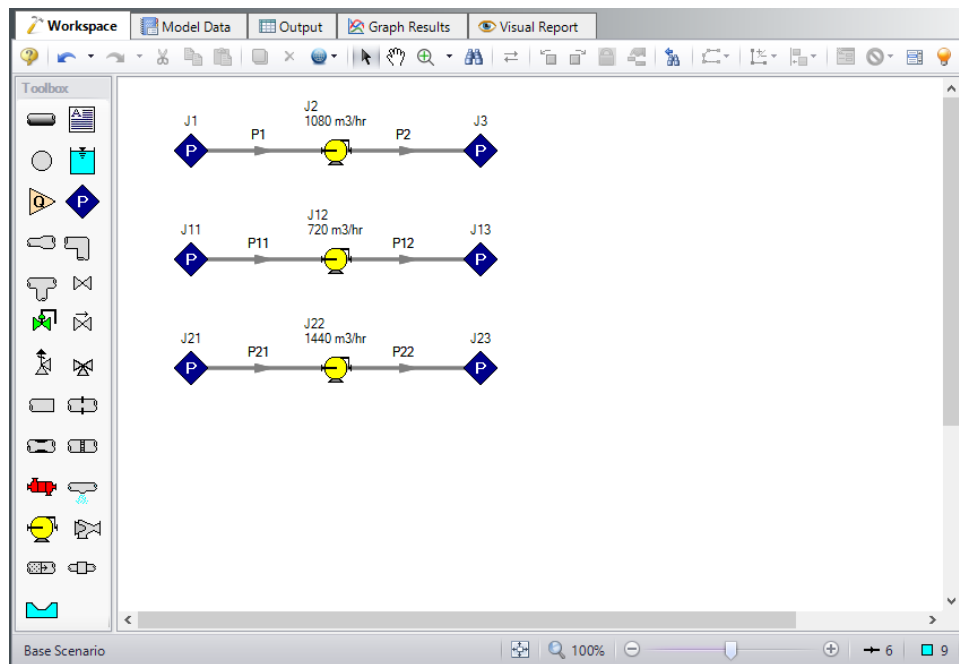 Workspace Model Data Output Graph Results Visual Report
Toolbox
A
J2
J1 1080 m3/hr J3
P1 P2
P P
Q P
J12
J11 720 m3/hr J13
P11 P12
P P
J22
J21 1440 m3/hr J23
P21 P22
P P
Base Scenario 100% 6 9